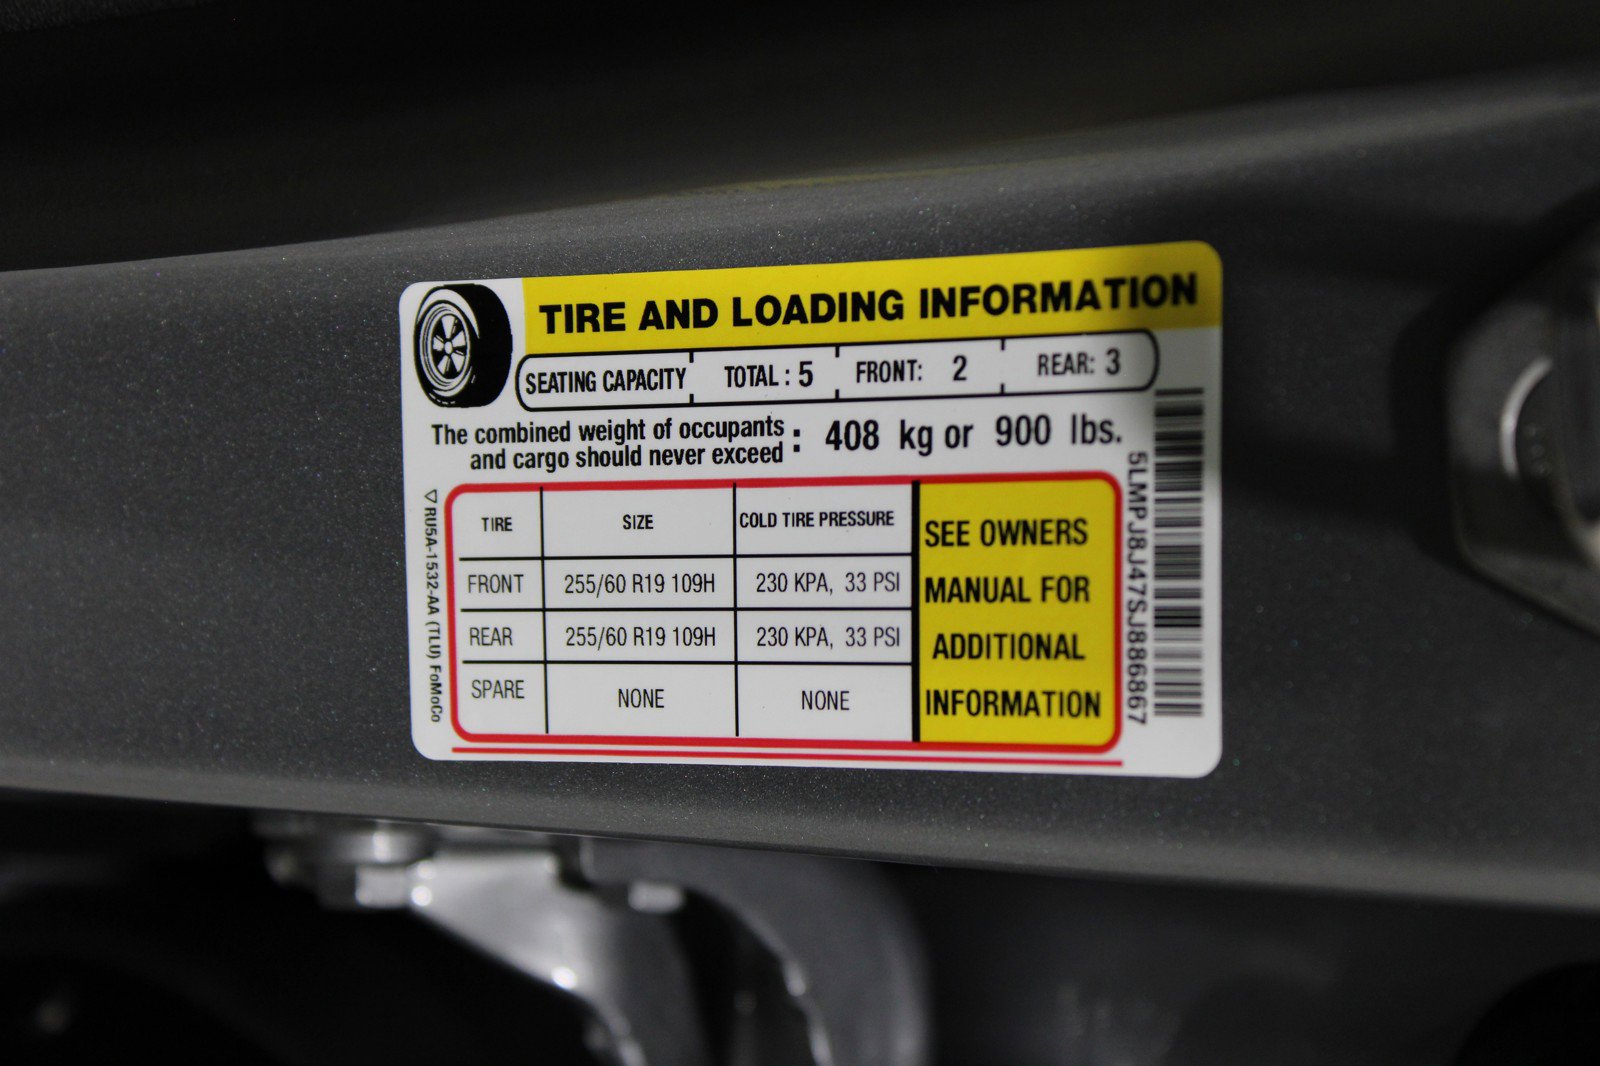 TIRE AND LOADING INFORMATION
SEATING CAPACITY TOTAL: 5 FRONT: 2 REAR: 3
The combined weight of occupants
and cargo should never exceed : 408 kg or 900 lbs.
TIRE SIZE COLD TIRE PRESSURE
FRONT 255/60 R19 109H 230 KPA, 33 PSI
REAR 255/60 R19 109H 230 KPA, 33 PSI
SPARE NONE NONE
SEE OWNERS
MANUAL FOR
ADDITIONAL
INFORMATION
RU5A-1532-AA (TLU) FoMoCo
5LMPJ8J47SJ886867